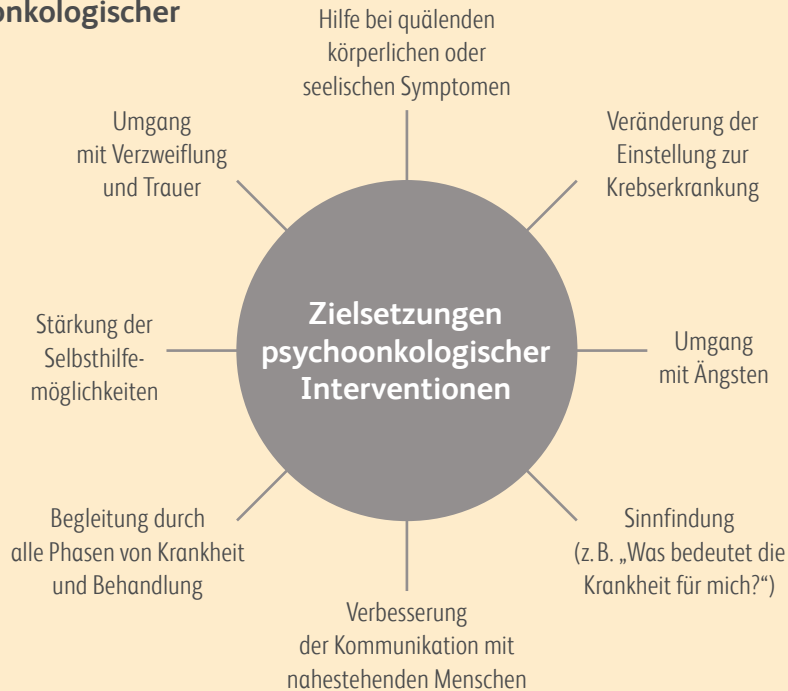 onkologischer
Hilfe bei quälenden
körperlichen oder
seelischen Symptomen
Veränderung der
Einstellung zur
Krebserkrankung
Umgang
mit Ängsten
Sinnfindung
(z. B. „Was bedeutet die
Krankheit für mich?“)
Verbesserung
der Kommunikation mit
nahestehenden Menschen
Begleitung durch
alle Phasen von Krankheit
und Behandlung
Stärkung der
Selbsthilfe-
möglichkeiten
Umgang
mit Verzweiflung
und Trauer
Zielsetzungen
psychoonkologischer
Interventionen